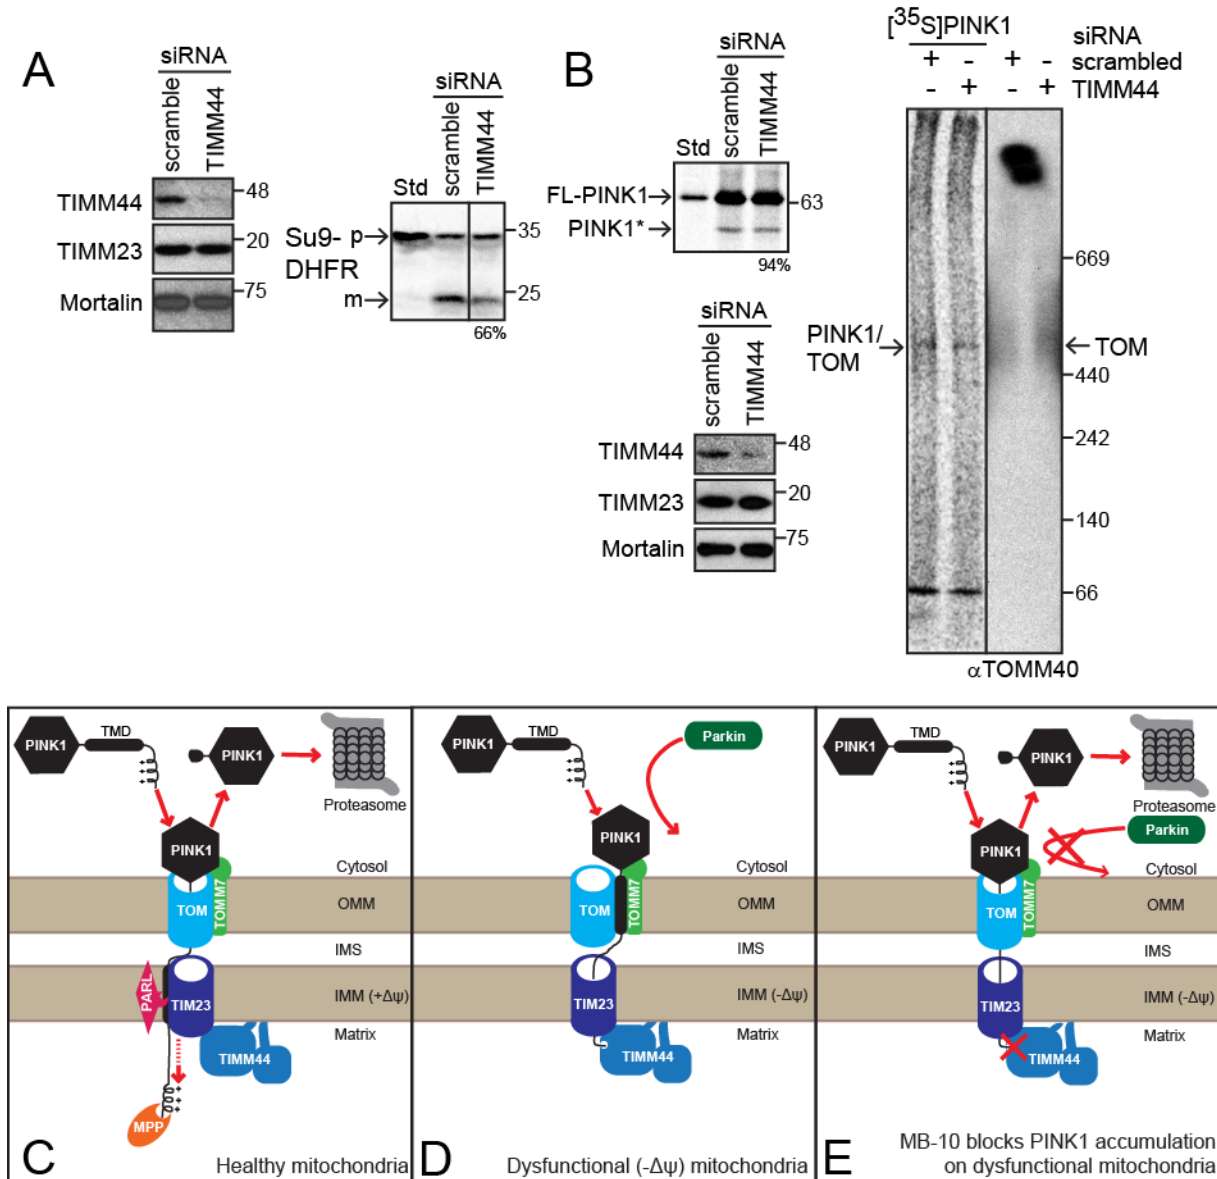 A
siRNA
scramble
TIMM44
TIMM44
48
TIMM23
20
Mortalin
75
siRNA
Std
scramble
TIMM44
Su9-
DHFR
p
35
m
25
66%
B
siRNA
Std
scramble
TIMM44
FL-PINK1
63
PINK1*
94%
siRNA
scramble
TIMM44
TIMM44
48
TIMM23
20
Mortalin
75
[³⁵S]PINK1
siRNA
+ - + - scrambled
- + - + TIMM44
669
PINK1/
TOM
TOM
440
242
140
66
αTOMM40
PINK1
TMD
+ + +
PINK1
Proteasome
PINK1
Cytosol
TOM
TOMM7
OMM
IMS
PARL
TIM23
IMM (+Δψ)
Matrix
TIMM44
+ + +
MPP
C
Healthy mitochondria
PINK1
TMD
+ + +
Parkin
PINK1
Cytosol
TOM
TOMM7
OMM
IMS
TIM23
IMM (-Δψ)
Matrix
TIMM44
D
Dysfunctional (-Δψ) mitochondria
PINK1
TMD
+ + +
PINK1
Proteasome
Parkin
PINK1
Cytosol
TOM
TOMM7
OMM
IMS
TIM23
IMM (-Δψ)
Matrix
TIMM44
E
MB-10 blocks PINK1 accumulation
on dysfunctional mitochondria